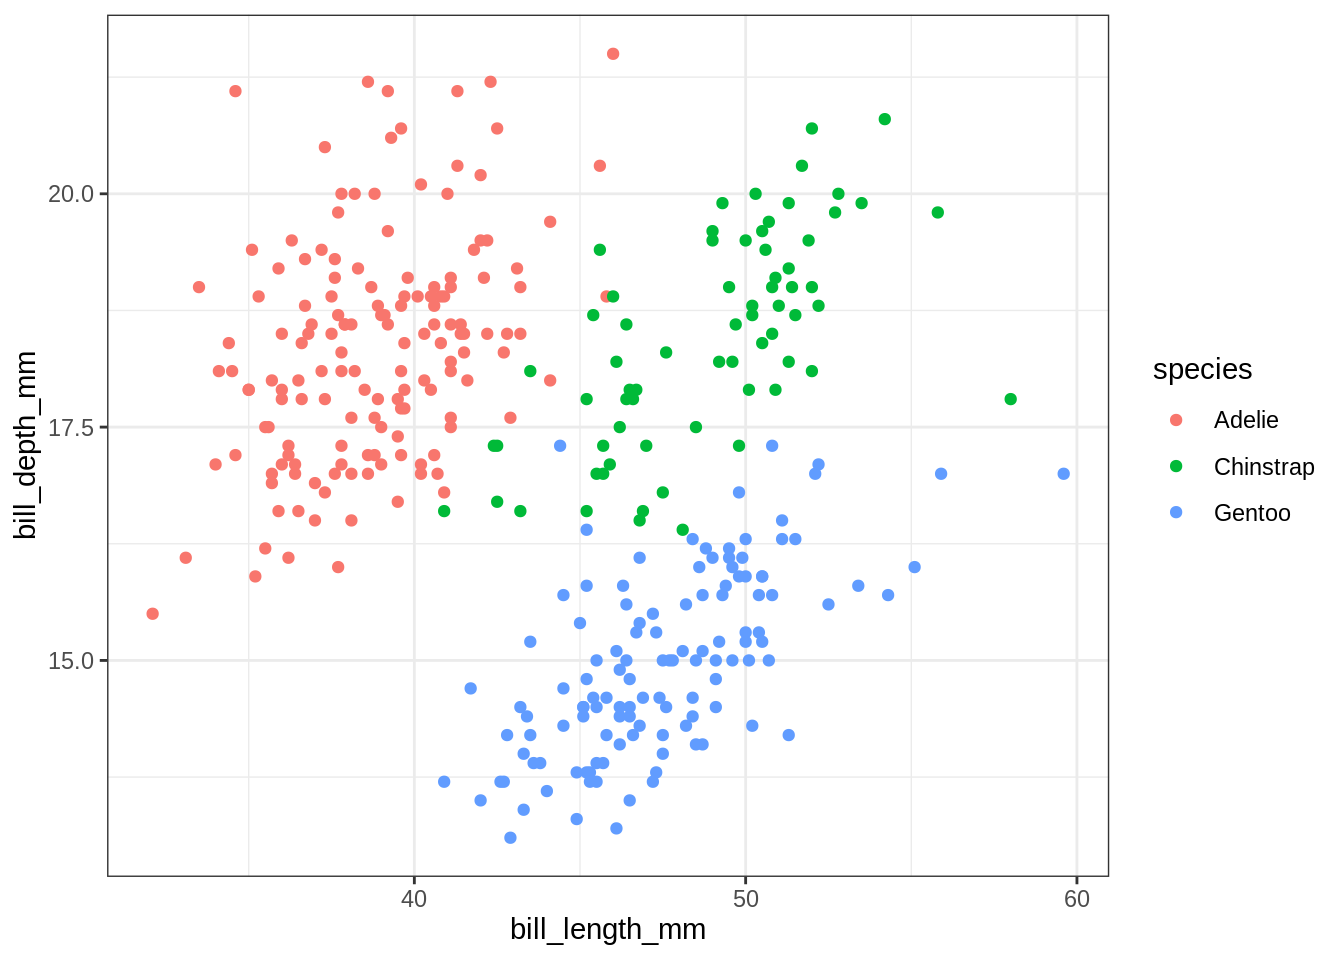 20.0
17.5
15.0
bill_depth_mm
40
50
60
bill_length_mm
species
Adelie
Chinstrap
Gentoo